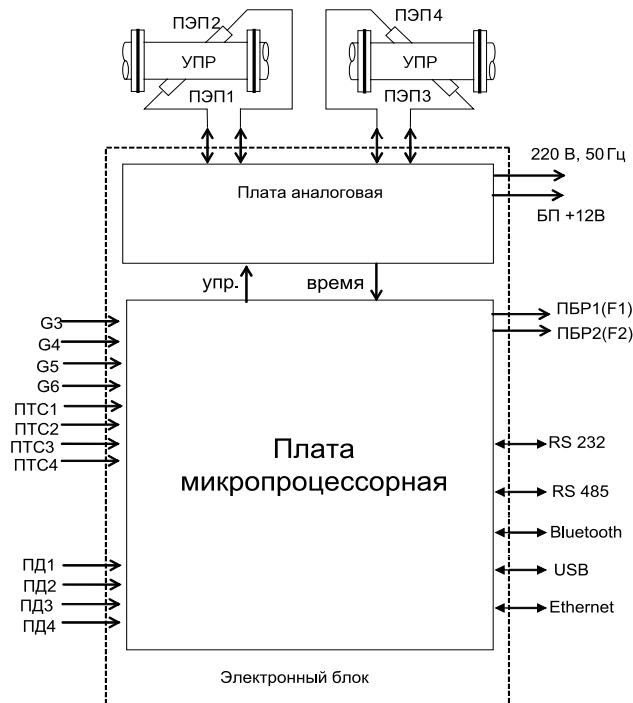 ПЭП2
ПЭП4
УПР
УПР
ПЭП1
ПЭП3
220 В, 50 Гц
Плата аналоговая
БП +12В
упр.
время
G3
G4
G5
G6
ПТС1
ПТС2
ПТС3
ПТС4
ПБР1(F1)
ПБР2(F2)
Плата
микропроцессорная
RS 232
RS 485
Bluetooth
USB
Ethernet
ПД1
ПД2
ПД3
ПД4
Электронный блок